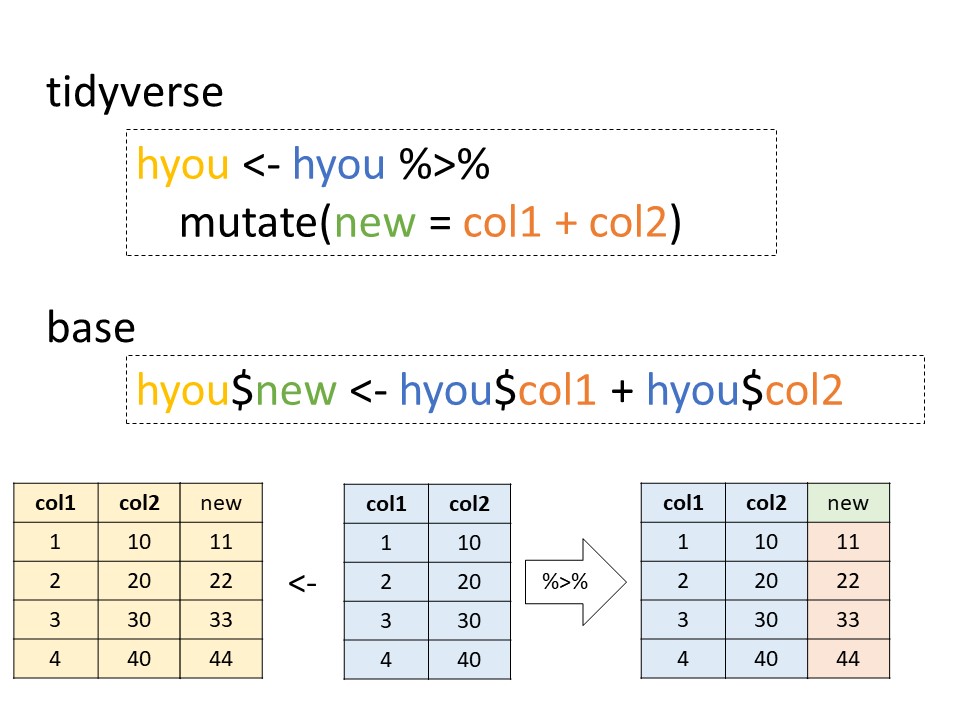 tidyverse
hyou <- hyou %>%
mutate(new = col1 + col2)
base
hyou$new <- hyou$col1 + hyou$col2
col1 col2 new
1 10 11
2 20 22
3 30 33
4 40 44
<-
col1 col2
1 10
2 20
3 30
4 40
%>%
col1 col2 new
1 10 11
2 20 22
3 30 33
4 40 44